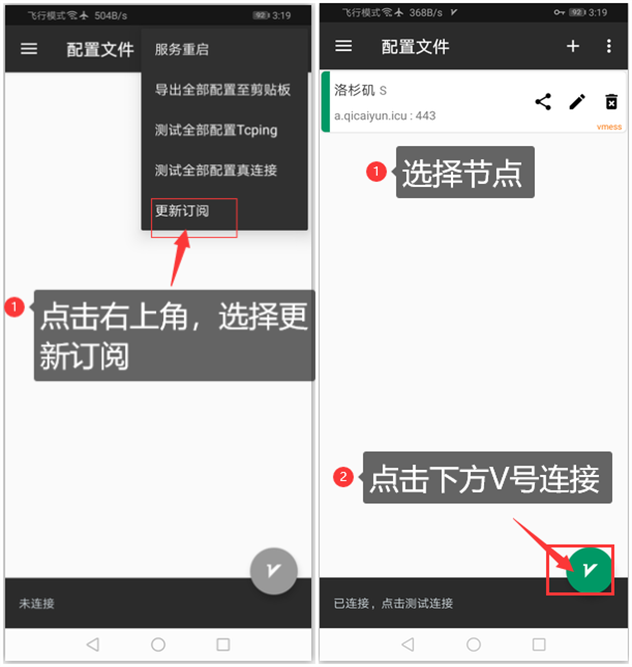 飞行模式 504B/s 92 3:19
配置文件
服务重启
导出全部配置至剪贴板
测试全部配置Tcping
测试全部配置真连接
更新订阅
1
点击右上角，选择更
新订阅
未连接
飞行模式 368B/s 92 3:19
配置文件
洛杉矶 S
a.qicaiyun.icu : 443
vmess
1
选择节点
2
点击下方V号连接
已连接，点击测试连接